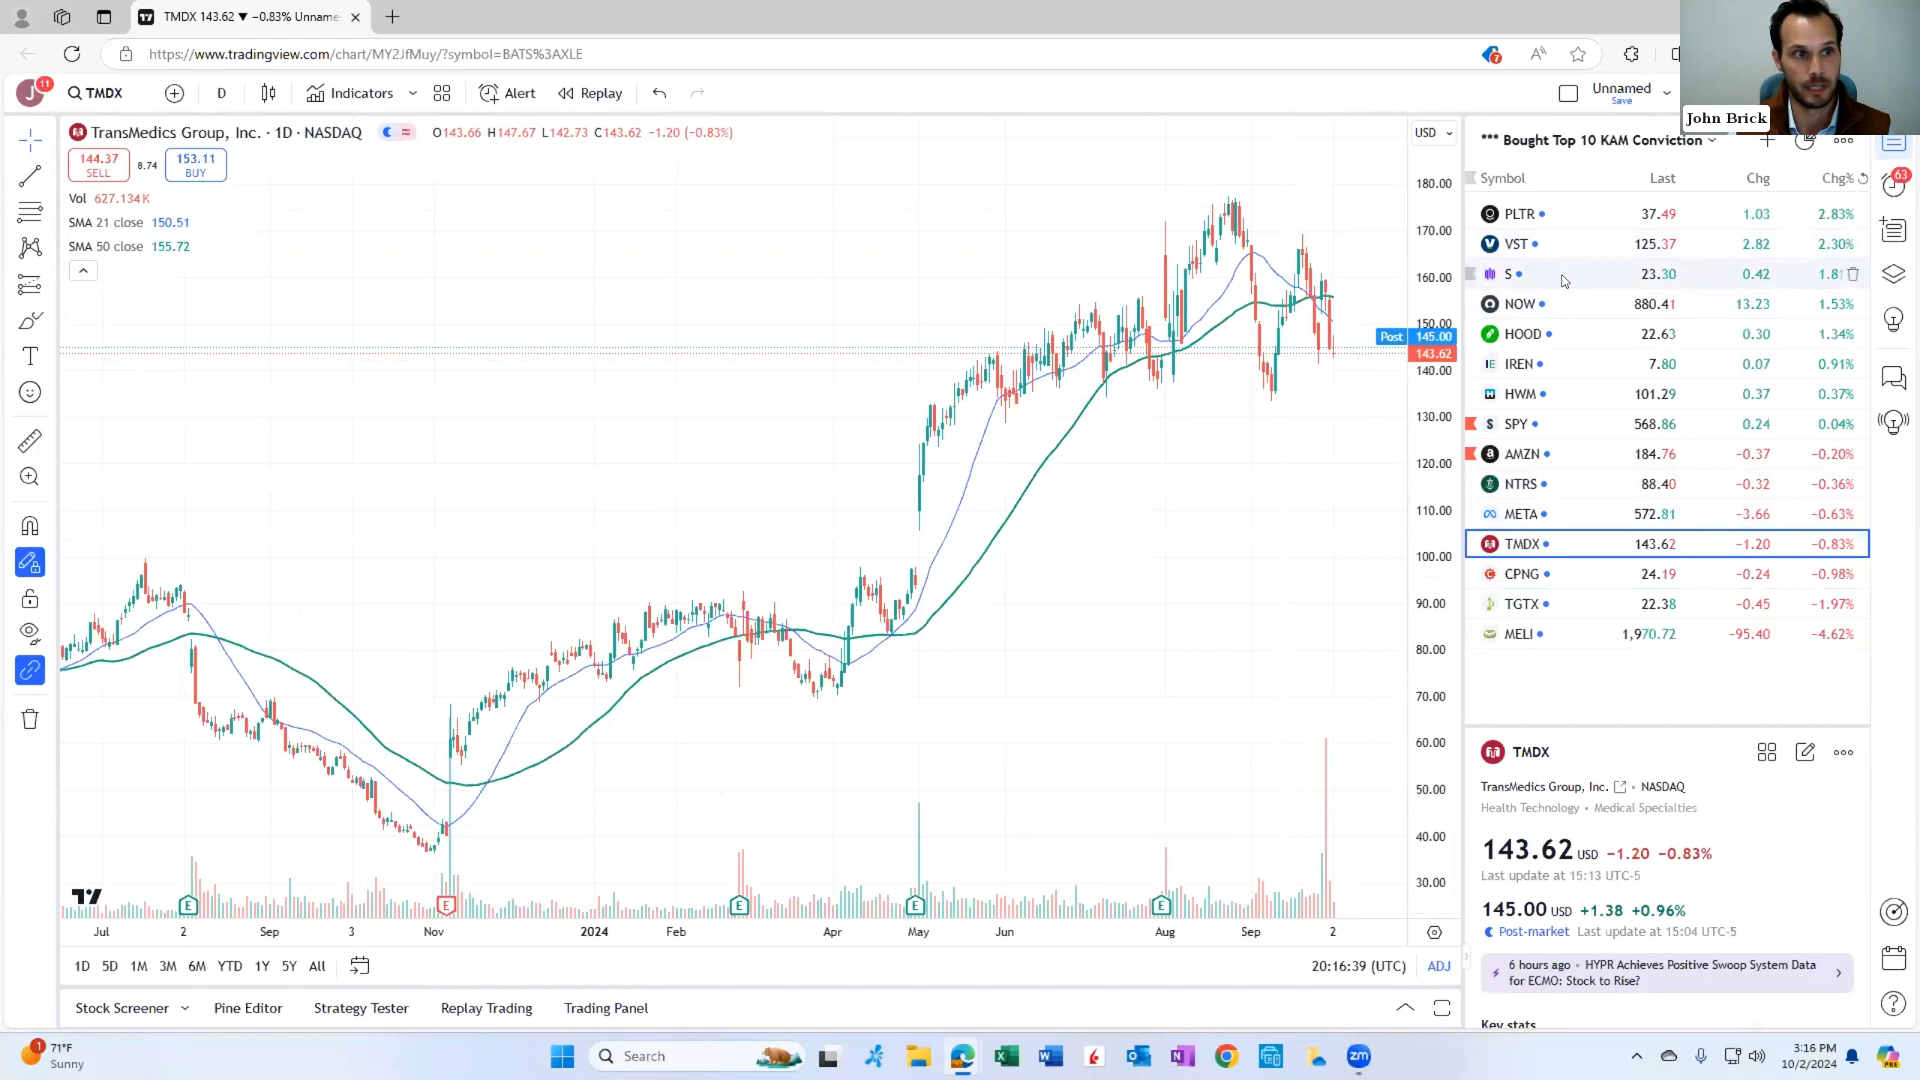 TMDX 143.62 ▼ −0.83% Unname
https://www.tradingview.com/chart/MY2JfMuy/?symbol=BATS%3AXLE
7
John Brick
J
11
TMDX
D
Indicators
Alert
Replay
Unnamed
Save
TransMedics Group, Inc. · 1D · NASDAQ
O143.66 H147.67 L142.73 C143.62 −1.20 (−0.83%)
144.37
SELL
8.74
153.11
BUY
Vol 627.134 K
SMA 21 close 150.51
SMA 50 close 155.72
USD
180.00
170.00
160.00
150.00
Post 145.00
143.62
140.00
130.00
120.00
110.00
100.00
90.00
80.00
70.00
60.00
50.00
40.00
30.00
E
E
E
E
E
Jul
2
Sep
3
Nov
2024
Feb
Apr
May
Jun
Aug
Sep
2
1D
5D
1M
3M
6M
YTD
1Y
5Y
All
20:16:39 (UTC)
ADJ
Stock Screener
Pine Editor
Strategy Tester
Replay Trading
Trading Panel
*** Bought Top 10 KAM Conviction
63
Symbol Last Chg Chg%
PLTR 37.49 1.03 2.83%
VST 125.37 2.82 2.30%
S 23.30 0.42 1.81
NOW 880.41 13.23 1.53%
HOOD 22.63 0.30 1.34%
IREN 7.80 0.07 0.91%
HWM 101.29 0.37 0.37%
SPY 568.86 0.24 0.04%
AMZN 184.76 −0.37 −0.20%
NTRS 88.40 −0.32 −0.36%
META 572.81 −3.66 −0.63%
TMDX 143.62 −1.20 −0.83%
CPNG 24.19 −0.24 −0.98%
TGTX 22.38 −0.45 −1.97%
MELI 1,970.72 −95.40 −4.62%
TMDX
TransMedics Group, Inc. • NASDAQ
Health Technology • Medical Specialties
143.62 USD −1.20 −0.83%
Last update at 15:13 UTC-5
145.00 USD +1.38 +0.96%
Post-market Last update at 15:04 UTC-5
6 hours ago • HYPR Achieves Positive Swoop System Data
for ECMO: Stock to Rise?
Key stats
1
71°F
Sunny
Search
zm
3:16 PM
10/2/2024
PRE